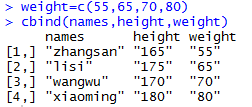 > weight=c(55,65,70,80)
> cbind(names,height,weight)
     names      height weight
[1,] "zhangsan" "165"  "55"
[2,] "lisi"     "175"  "65"
[3,] "wangwu"   "170"  "70"
[4,] "xiaoming" "180"  "80"